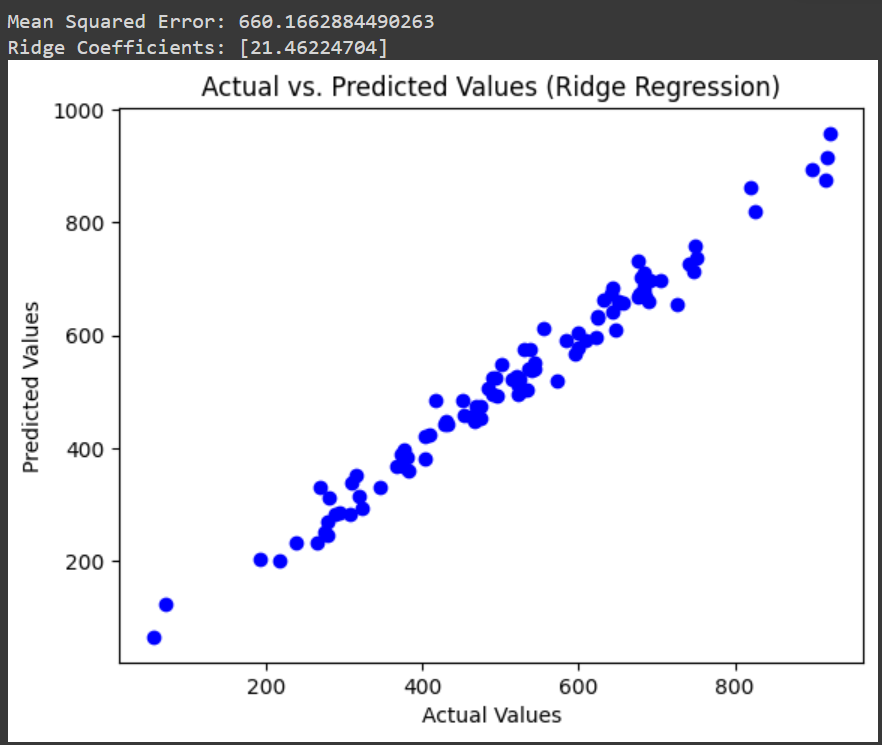 Mean Squared Error: 660.1662884490263
Ridge Coefficients: [21.46224704]
Actual vs. Predicted Values (Ridge Regression)
1000
800
600
400
200
Predicted Values
200 400 600 800
Actual Values